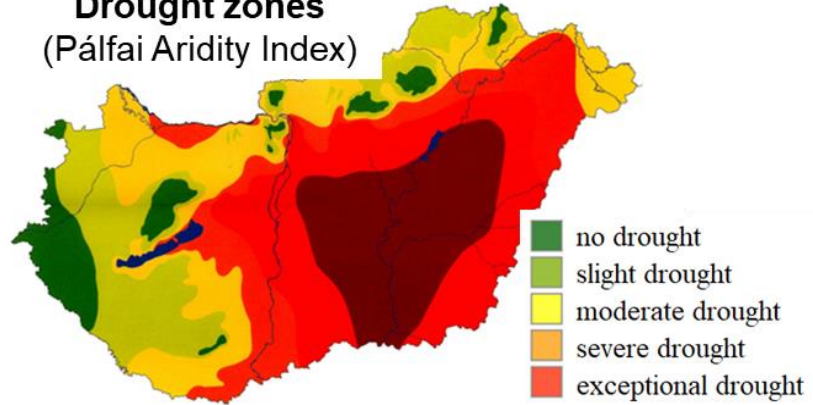 Drought zones
(Pálfai Aridity Index)
no drought
slight drought
moderate drought
severe drought
exceptional drought